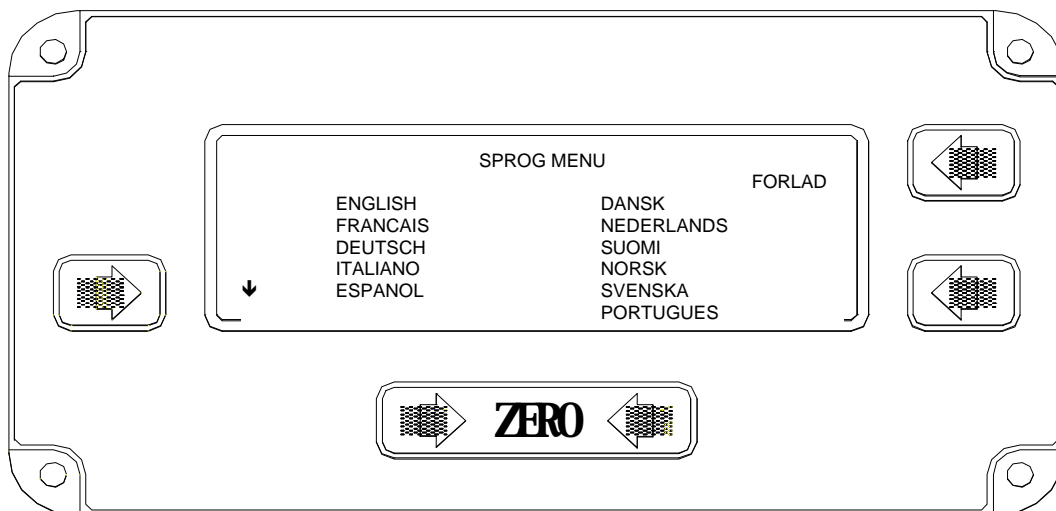 SPROG MENU
FORLAD
ENGLISH DANSK
FRANCAIS NEDERLANDS
DEUTSCH SUOMI
ITALIANO NORSK
ESPANOL SVENSKA
PORTUGUES
ZERO